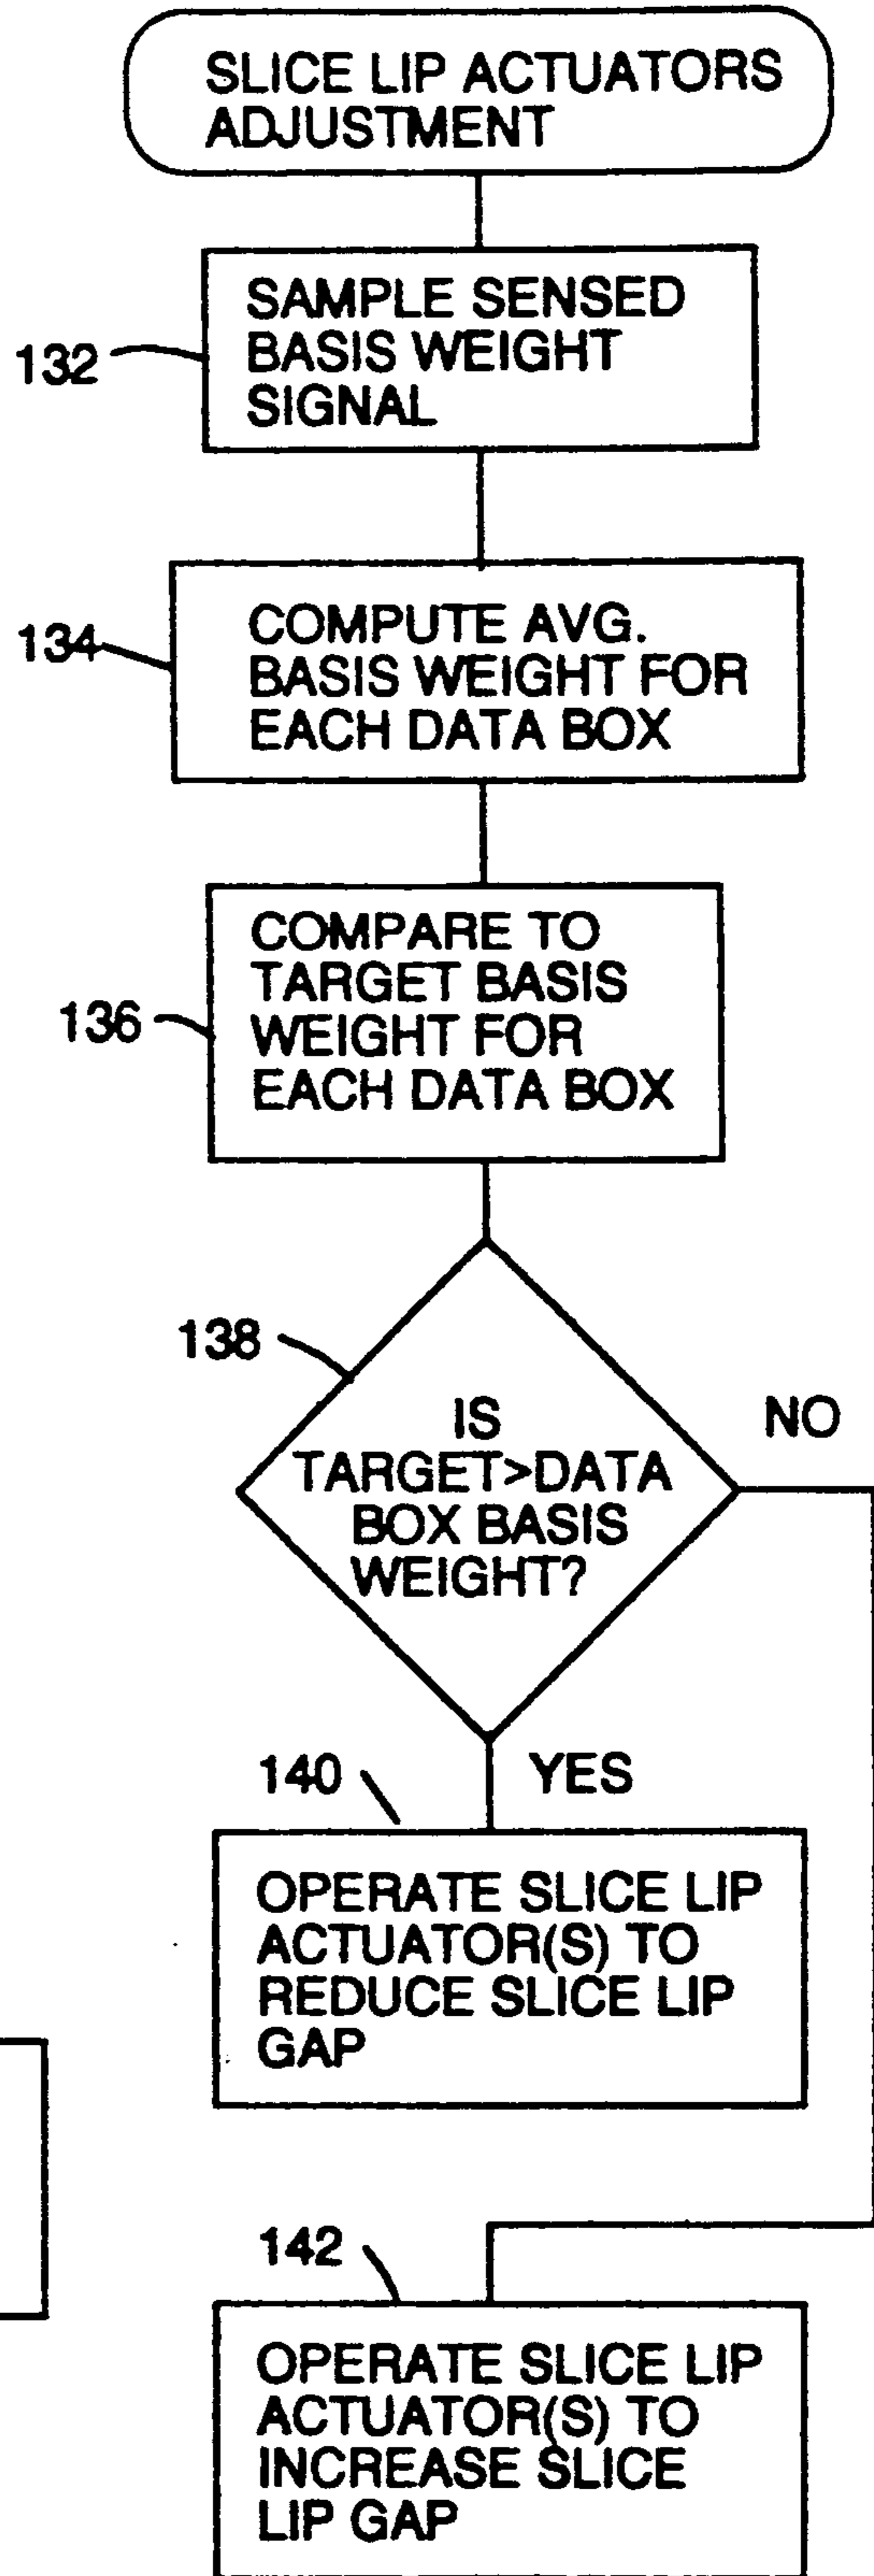 SLICE LIP ACTUATORS
ADJUSTMENT
132
SAMPLE SENSED
BASIS WEIGHT
SIGNAL
134
COMPUTE AVG.
BASIS WEIGHT FOR
EACH DATA BOX
136
COMPARE TO
TARGET BASIS
WEIGHT FOR
EACH DATA BOX
138
IS
TARGET>DATA
BOX BASIS
WEIGHT?
NO
YES
140
OPERATE SLICE LIP
ACTUATOR(S) TO
REDUCE SLICE LIP
GAP
142
OPERATE SLICE LIP
ACTUATOR(S) TO
INCREASE SLICE
LIP GAP